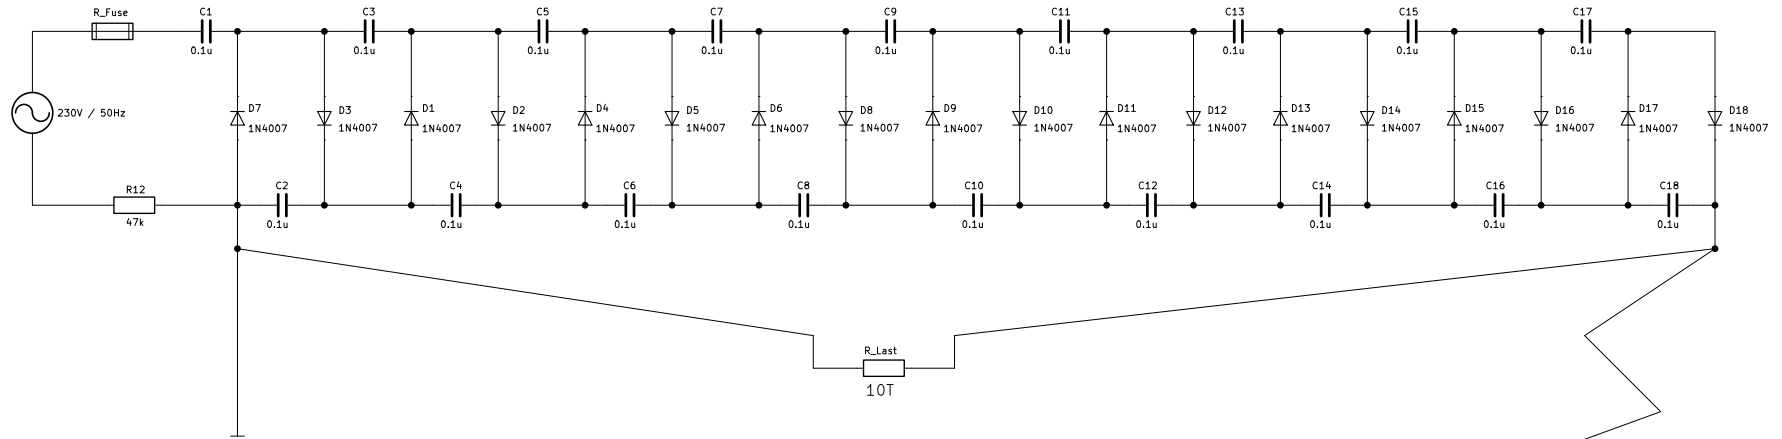 R_Fuse C1 C3 C5 C7 C9 C11 C13 C15 C17
0.1u 0.1u 0.1u 0.1u 0.1u 0.1u 0.1u 0.1u 0.1u
230V / 50Hz D7 D3 D1 D2 D4 D5 D6 D8 D9 D10 D11 D12 D13 D14 D15 D16 D17 D18
1N4007 1N4007 1N4007 1N4007 1N4007 1N4007 1N4007 1N4007 1N4007 1N4007 1N4007 1N4007 1N4007 1N4007 1N4007 1N4007 1N4007 1N4007
R12 C2 C4 C6 C8 C10 C12 C14 C16 C18
47k 0.1u 0.1u 0.1u 0.1u 0.1u 0.1u 0.1u 0.1u 0.1u
R_Last
10T